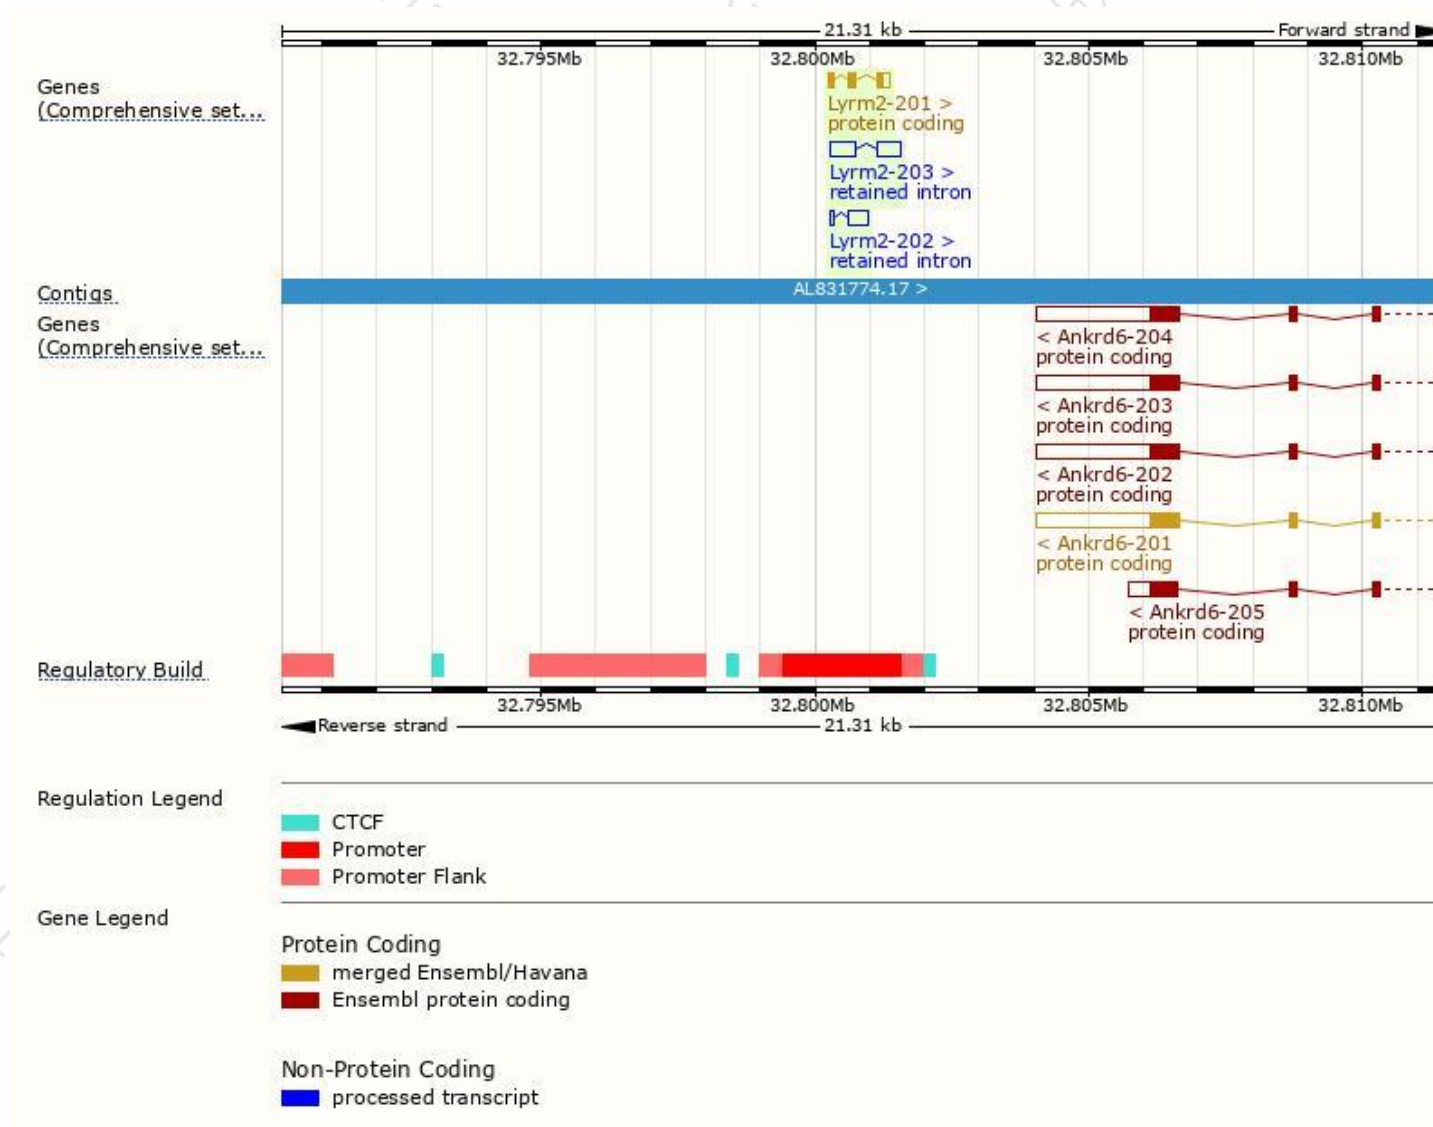 21.31 kb
Forward strand
32.795Mb 32.800Mb 32.805Mb 32.810Mb
Genes
(Comprehensive set...
Lyrm2-201 >
protein coding
Lyrm2-203 >
retained intron
Lyrm2-202 >
retained intron
Contigs
AL831774.17 >
Genes
(Comprehensive set...
< Ankrd6-204
protein coding
< Ankrd6-203
protein coding
< Ankrd6-202
protein coding
< Ankrd6-201
protein coding
< Ankrd6-205
protein coding
Regulatory Build
32.795Mb 32.800Mb 32.805Mb 32.810Mb
Reverse strand
21.31 kb
Regulation Legend
CTCF
Promoter
Promoter Flank
Gene Legend
Protein Coding
merged Ensembl/Havana
Ensembl protein coding
Non-Protein Coding
processed transcript